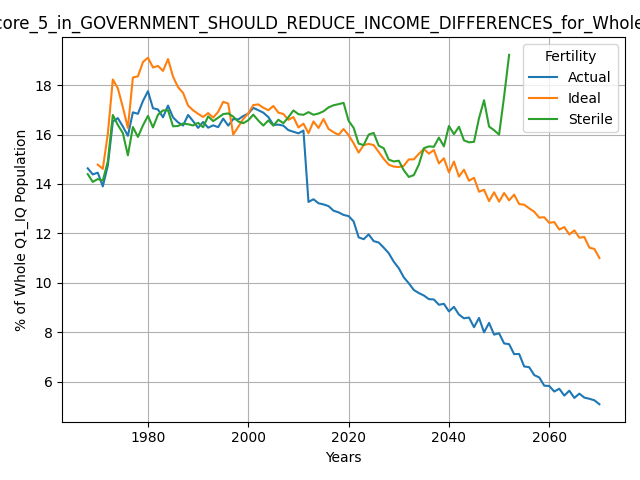 core_5_in_GOVERNMENT_SHOULD_REDUCE_INCOME_DIFFERENCES_for_Whole
% of Whole Q1_IQ Population
18
16
14
12
10
8
6
Fertility
Actual
Ideal
Sterile
1980 2000 2020 2040 2060
Years